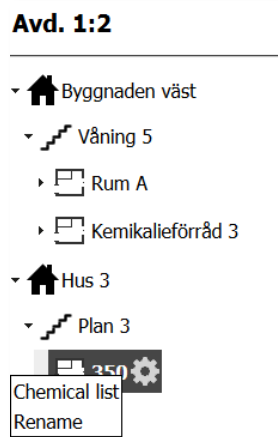 Avd. 1:2
Byggnaden väst
Våning 5
Rum A
Kemikalieförråd 3
Hus 3
Plan 3
350
Chemical list
Rename